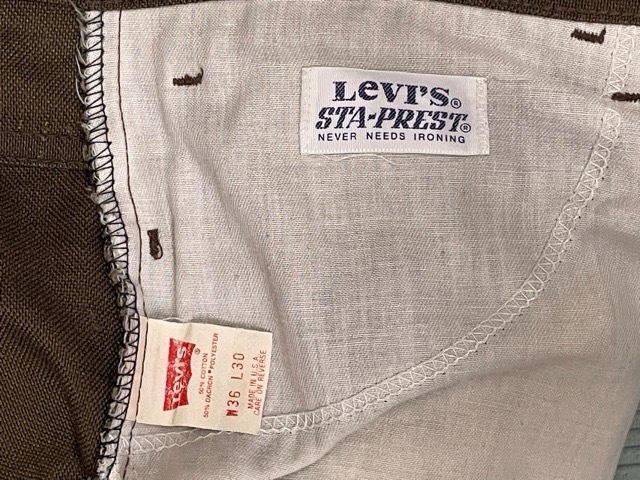 Levi's®
STA-PREST®
NEVER NEEDS IRONING
Levi's®
50% COTTON
50% DACRON® POLYESTER
W36 L30
MADE IN U.S.A.
CARE ON REVERSE